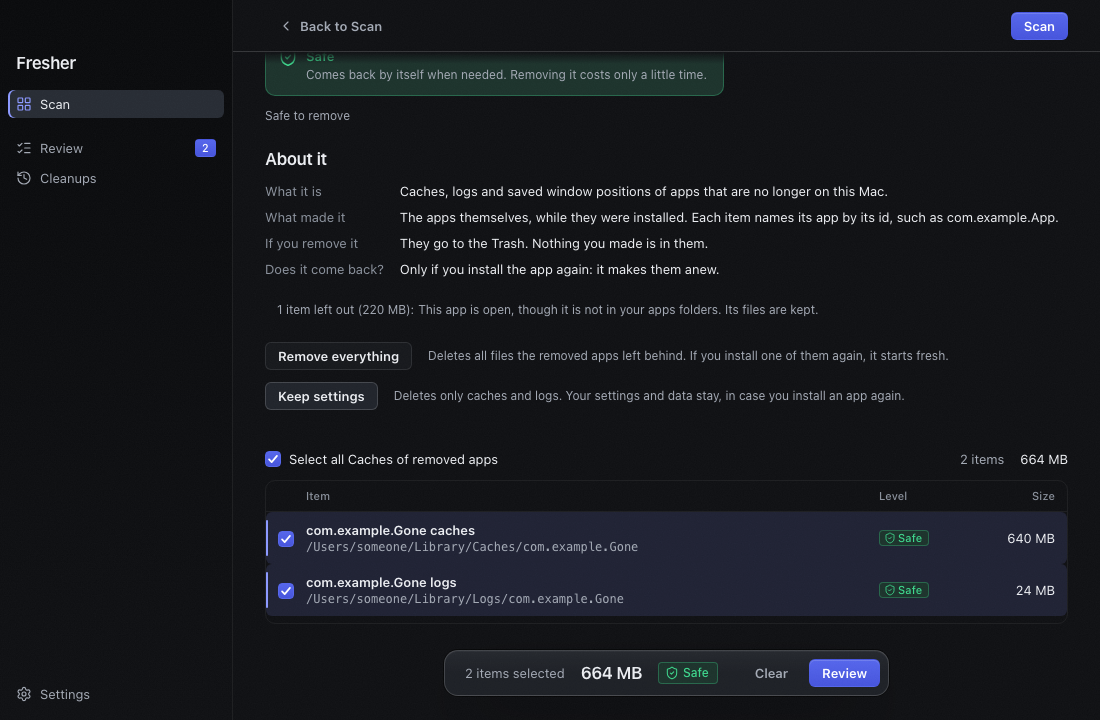 Back to Scan
Scan
Fresher
Scan
Review 2
Cleanups
Settings
Safe
Comes back by itself when needed. Removing it costs only a little time.
Safe to remove
About it
What it is Caches, logs and saved window positions of apps that are no longer on this Mac.
What made it The apps themselves, while they were installed. Each item names its app by its id, such as com.example.App.
If you remove it They go to the Trash. Nothing you made is in them.
Does it come back? Only if you install the app again: it makes them anew.
1 item left out (220 MB): This app is open, though it is not in your apps folders. Its files are kept.
Remove everything Deletes all files the removed apps left behind. If you install one of them again, it starts fresh.
Keep settings Deletes only caches and logs. Your settings and data stay, in case you install an app again.
Select all Caches of removed apps 2 items 664 MB
Item Level Size
com.example.Gone caches
/Users/someone/Library/Caches/com.example.Gone
Safe 640 MB
com.example.Gone logs
/Users/someone/Library/Logs/com.example.Gone
Safe 24 MB
2 items selected 664 MB Safe Clear Review